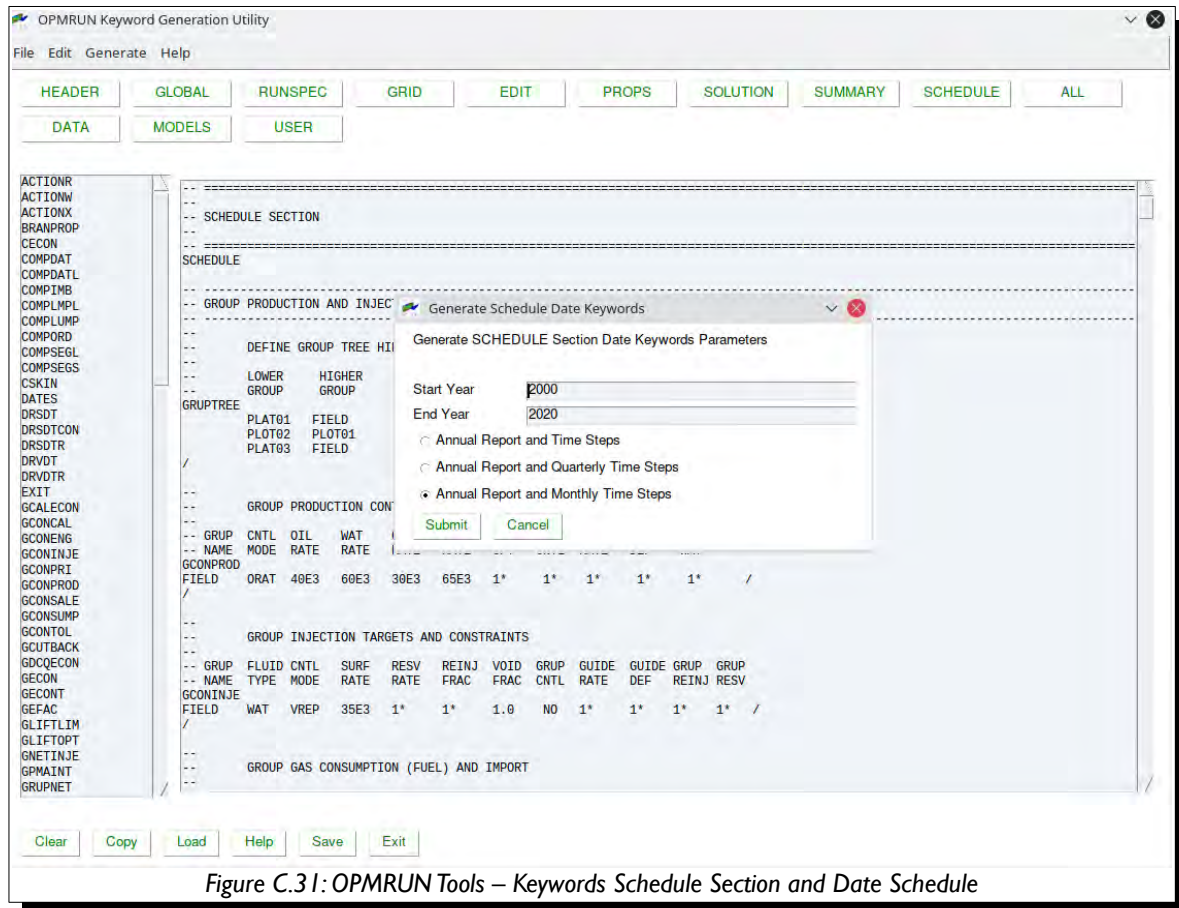 OPMRUN Keyword Generation Utility
File Edit Generate Help
HEADER GLOBAL RUNSPEC GRID EDIT PROPS SOLUTION SUMMARY SCHEDULE ALL
DATA MODELS USER
ACTIONR
ACTIONW
ACTIONX
BRANPROP
CECON
COMPDAT
COMPDATL
COMPIMB
COMPLMPL
COMPLUMP
COMPORD
COMPSEGL
COMPSEGS
CSKIN
DATES
DRSDT
DRSDTCON
DRSDTR
DRVDT
DRVDTR
EXIT
GCALECON
GCONCAL
GCONENG
GCONINJE
GCONPRI
GCONPROD
GCONSALE
GCONSUMP
GCONTOL
GCUTBACK
GDCQECON
GECON
GECONT
GEFAC
GLIFTLIM
GLIFTOPT
GNETINJE
GPMAINT
GRUPNET
-- ==============================================================================
--
-- SCHEDULE SECTION
--
-- ==============================================================================
SCHEDULE
-- ------------------------------------------------------------------------------
-- GROUP PRODUCTION AND INJEC
-- ------------------------------------------------------------------------------
--
-- DEFINE GROUP TREE HI
--
-- LOWER HIGHER
-- GROUP GROUP
GRUPTREE
PLAT01 FIELD
PLOT02 PLOT01
PLAT03 FIELD
/
--
-- GROUP PRODUCTION CON
--
-- GRUP CNTL OIL WAT
-- NAME MODE RATE RATE
GCONPROD
FIELD ORAT 40E3 60E3 30E3 65E3 1* 1* 1* 1* 1* /
/
--
-- GROUP INJECTION TARGETS AND CONSTRAINTS
--
-- GRUP FLUID CNTL SURF RESV REINJ VOID GRUP GUIDE GUIDE GRUP GRUP
-- NAME TYPE MODE RATE RATE FRAC FRAC CNTL RATE DEF REINJ RESV
GCONINJE
FIELD WAT VREP 35E3 1* 1* 1.0 NO 1* 1* 1* 1* /
/
--
-- GROUP GAS CONSUMPTION (FUEL) AND IMPORT
--
Generate Schedule Date Keywords
Generate SCHEDULE Section Date Keywords Parameters
Start Year 2000
End Year 2020
Annual Report and Time Steps
Annual Report and Quarterly Time Steps
Annual Report and Monthly Time Steps
Submit Cancel
Clear Copy Load Help Save Exit
Figure C.31: OPMRUN Tools – Keywords Schedule Section and Date Schedule